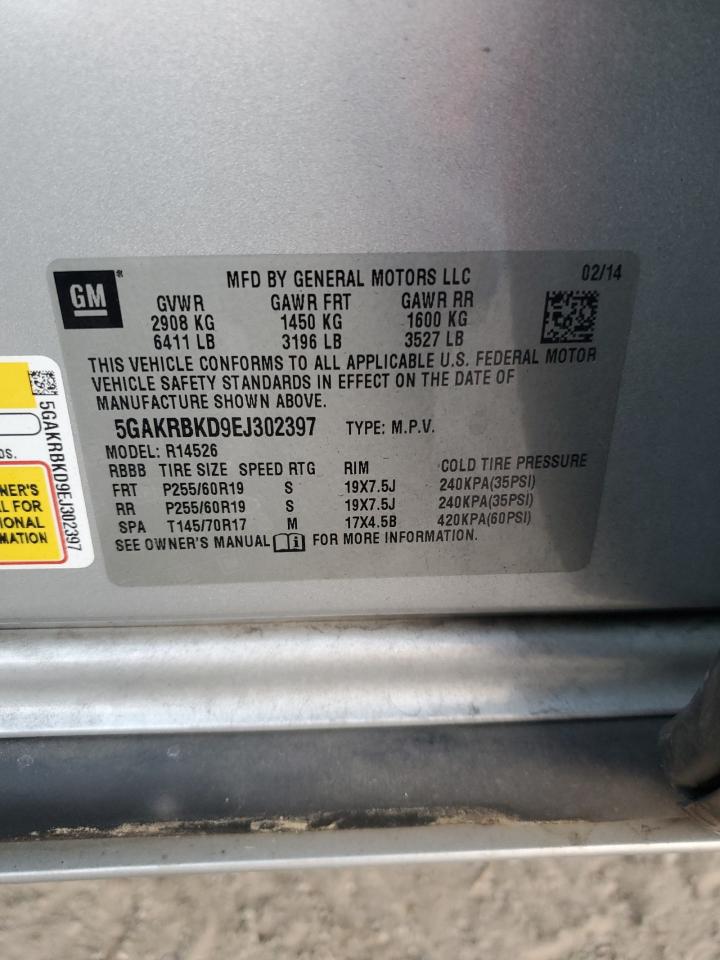 GM
MFD BY GENERAL MOTORS LLC 02/14
GVWR GAWR FRT GAWR RR
2908 KG 1450 KG 1600 KG
6411 LB 3196 LB 3527 LB
THIS VEHICLE CONFORMS TO ALL APPLICABLE U.S. FEDERAL MOTOR
VEHICLE SAFETY STANDARDS IN EFFECT ON THE DATE OF
MANUFACTURE SHOWN ABOVE.
5GAKRBKD9EJ302397 TYPE: M.P.V.
MODEL: R14526
RBBB TIRE SIZE SPEED RTG RIM COLD TIRE PRESSURE
FRT P255/60R19 S 19X7.5J 240KPA(35PSI)
RR P255/60R19 S 19X7.5J 240KPA(35PSI)
SPA T145/70R17 M 17X4.5B 420KPA(60PSI)
SEE OWNER'S MANUAL i FOR MORE INFORMATION.
5GAKRBKD9EJ302397